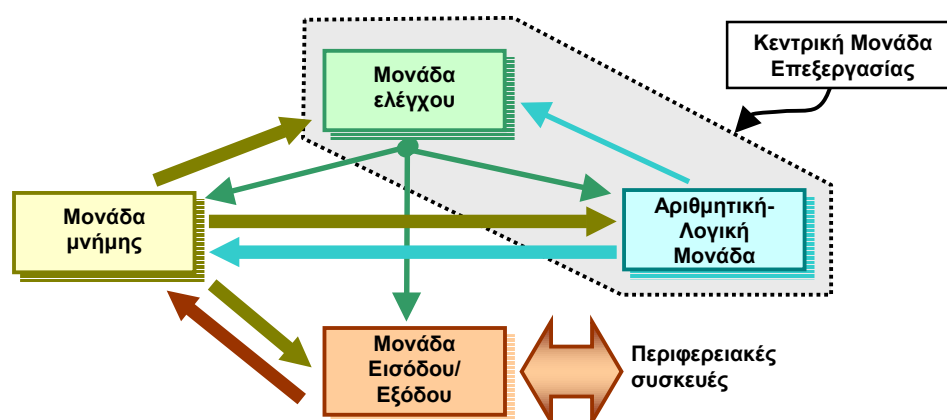 Κεντρική Μονάδα
Επεξεργασίας
Μονάδα
ελέγχου
Μονάδα
μνήμης
Αριθμητική-
Λογική
Μονάδα
Μονάδα
Εισόδου/
Εξόδου
Περιφερειακές
συσκευές